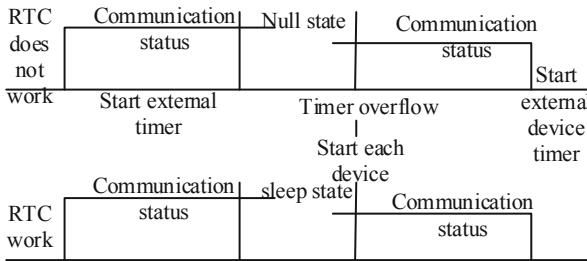 RTC does not work
Communication status
Null state
Communication status
Start external timer
Timer overflow
Start external device timer
Start each device
RTC work
Communication status
sleep state
Communication status